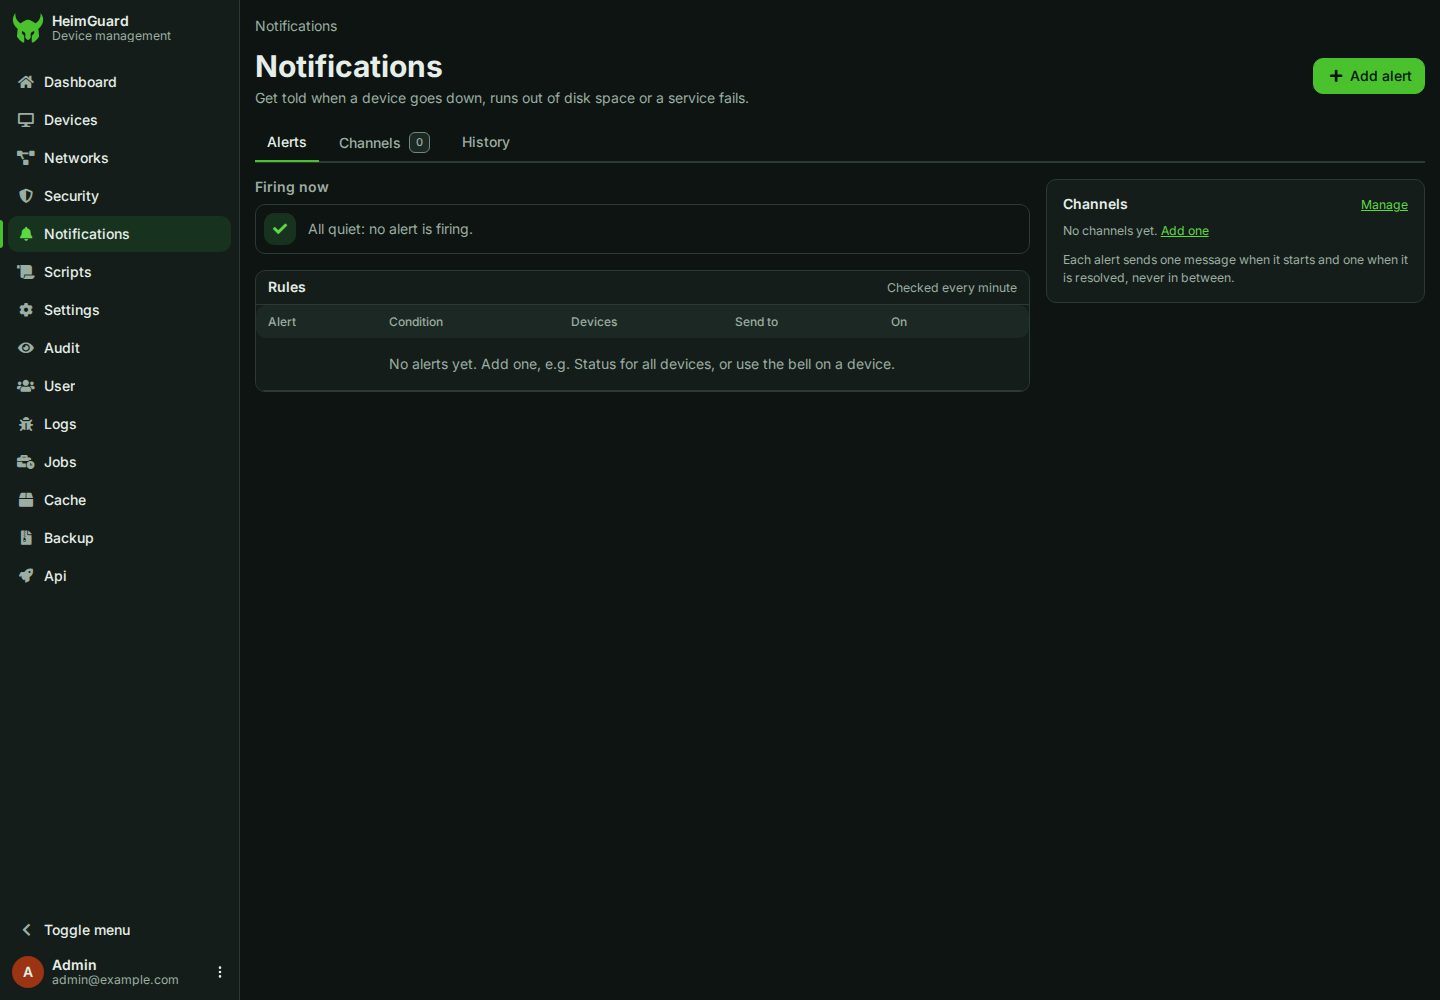 HeimGuard
Device management
Dashboard
Devices
Networks
Security
Notifications
Scripts
Settings
Audit
User
Logs
Jobs
Cache
Backup
Api
Toggle menu
A
Admin
admin@example.com
Notifications
Notifications
Get told when a device goes down, runs out of disk space or a service fails.
Add alert
Alerts Channels 0 History
Firing now
All quiet: no alert is firing.
Rules Checked every minute
Alert Condition Devices Send to On
No alerts yet. Add one, e.g. Status for all devices, or use the bell on a device.
Channels Manage
No channels yet. Add one
Each alert sends one message when it starts and one when it
is resolved, never in between.